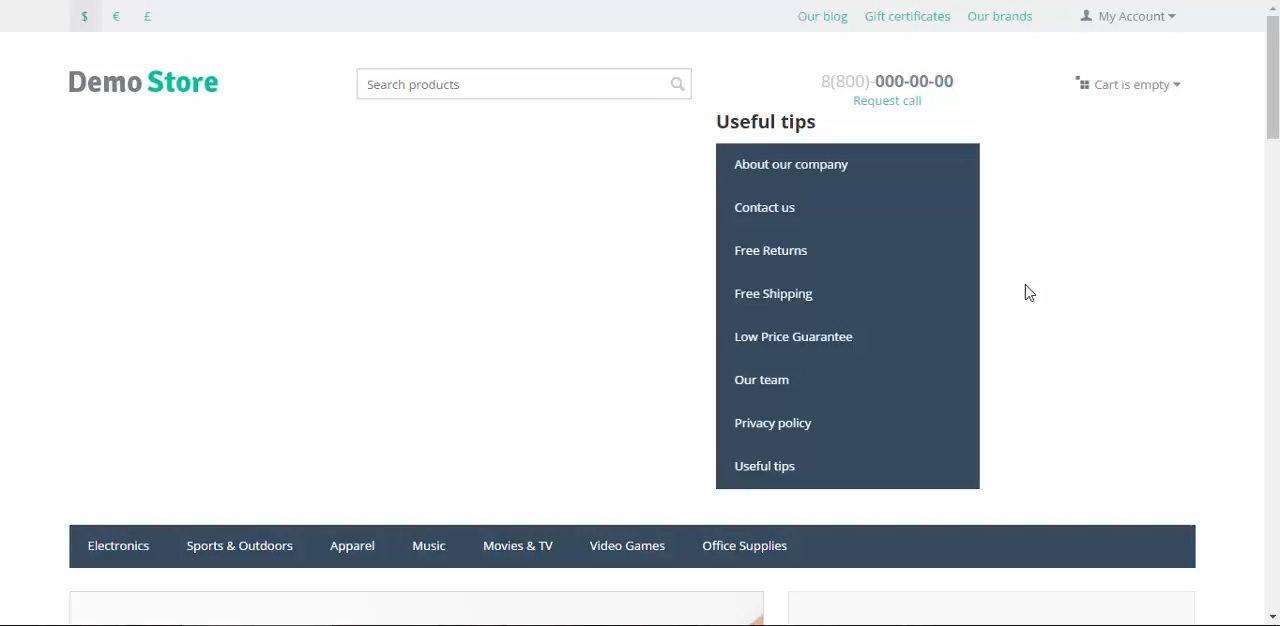 $ € £ Our blog Gift certificates Our brands My Account
Demo Store Search products 8(800)-000-00-00 Cart is empty
Request call
Useful tips
About our company
Contact us
Free Returns
Free Shipping
Low Price Guarantee
Our team
Privacy policy
Useful tips
Electronics Sports & Outdoors Apparel Music Movies & TV Video Games Office Supplies